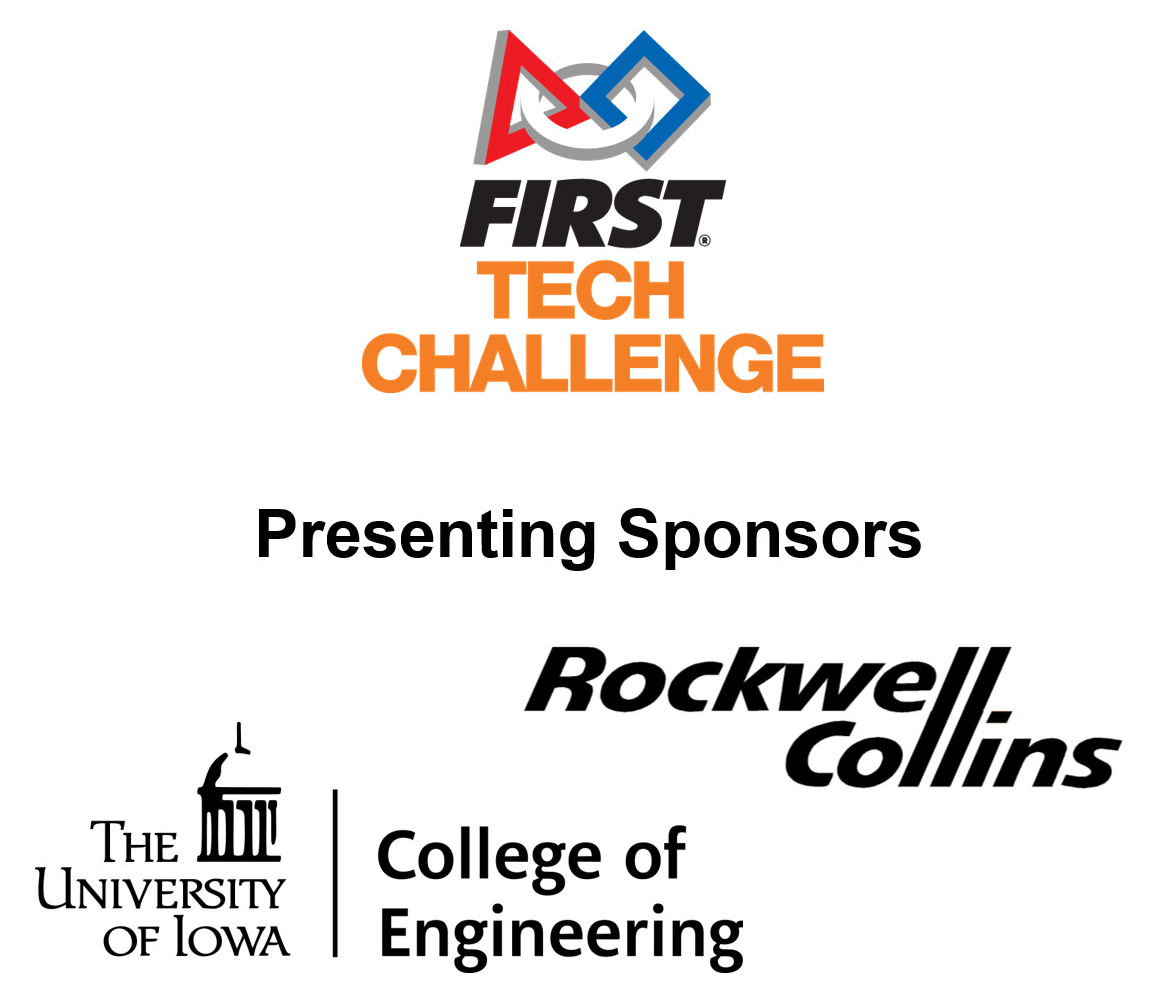 FIRST®
TECH
CHALLENGE
Presenting Sponsors
Rockwell
Collins
THE
UNIVERSITY
OF IOWA
College of
Engineering